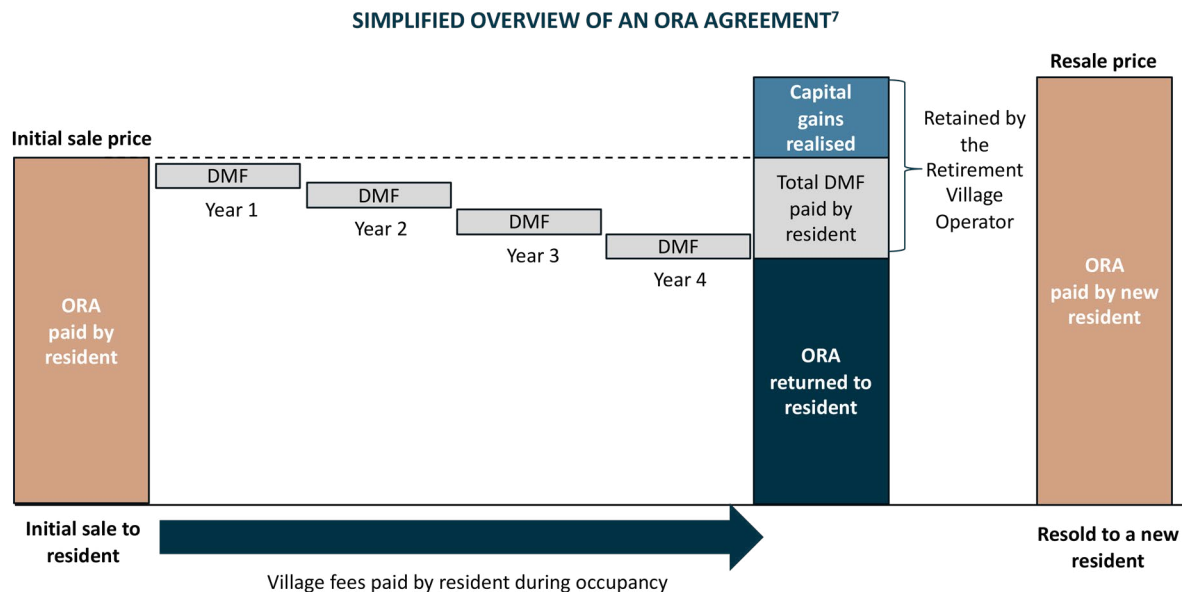 SIMPLIFIED OVERVIEW OF AN ORA AGREEMENT7
Initial sale price
ORA
paid by
resident
Initial sale to
resident
DMF
Year 1
DMF
Year 2
DMF
Year 3
DMF
Year 4
Village fees paid by resident during occupancy
Capital
gains
realised
Total DMF
paid by
resident
ORA
returned to
resident
Retained by
the
Retirement
Village
Operator
Resale price
ORA
paid by new
resident
Resold to a new
resident